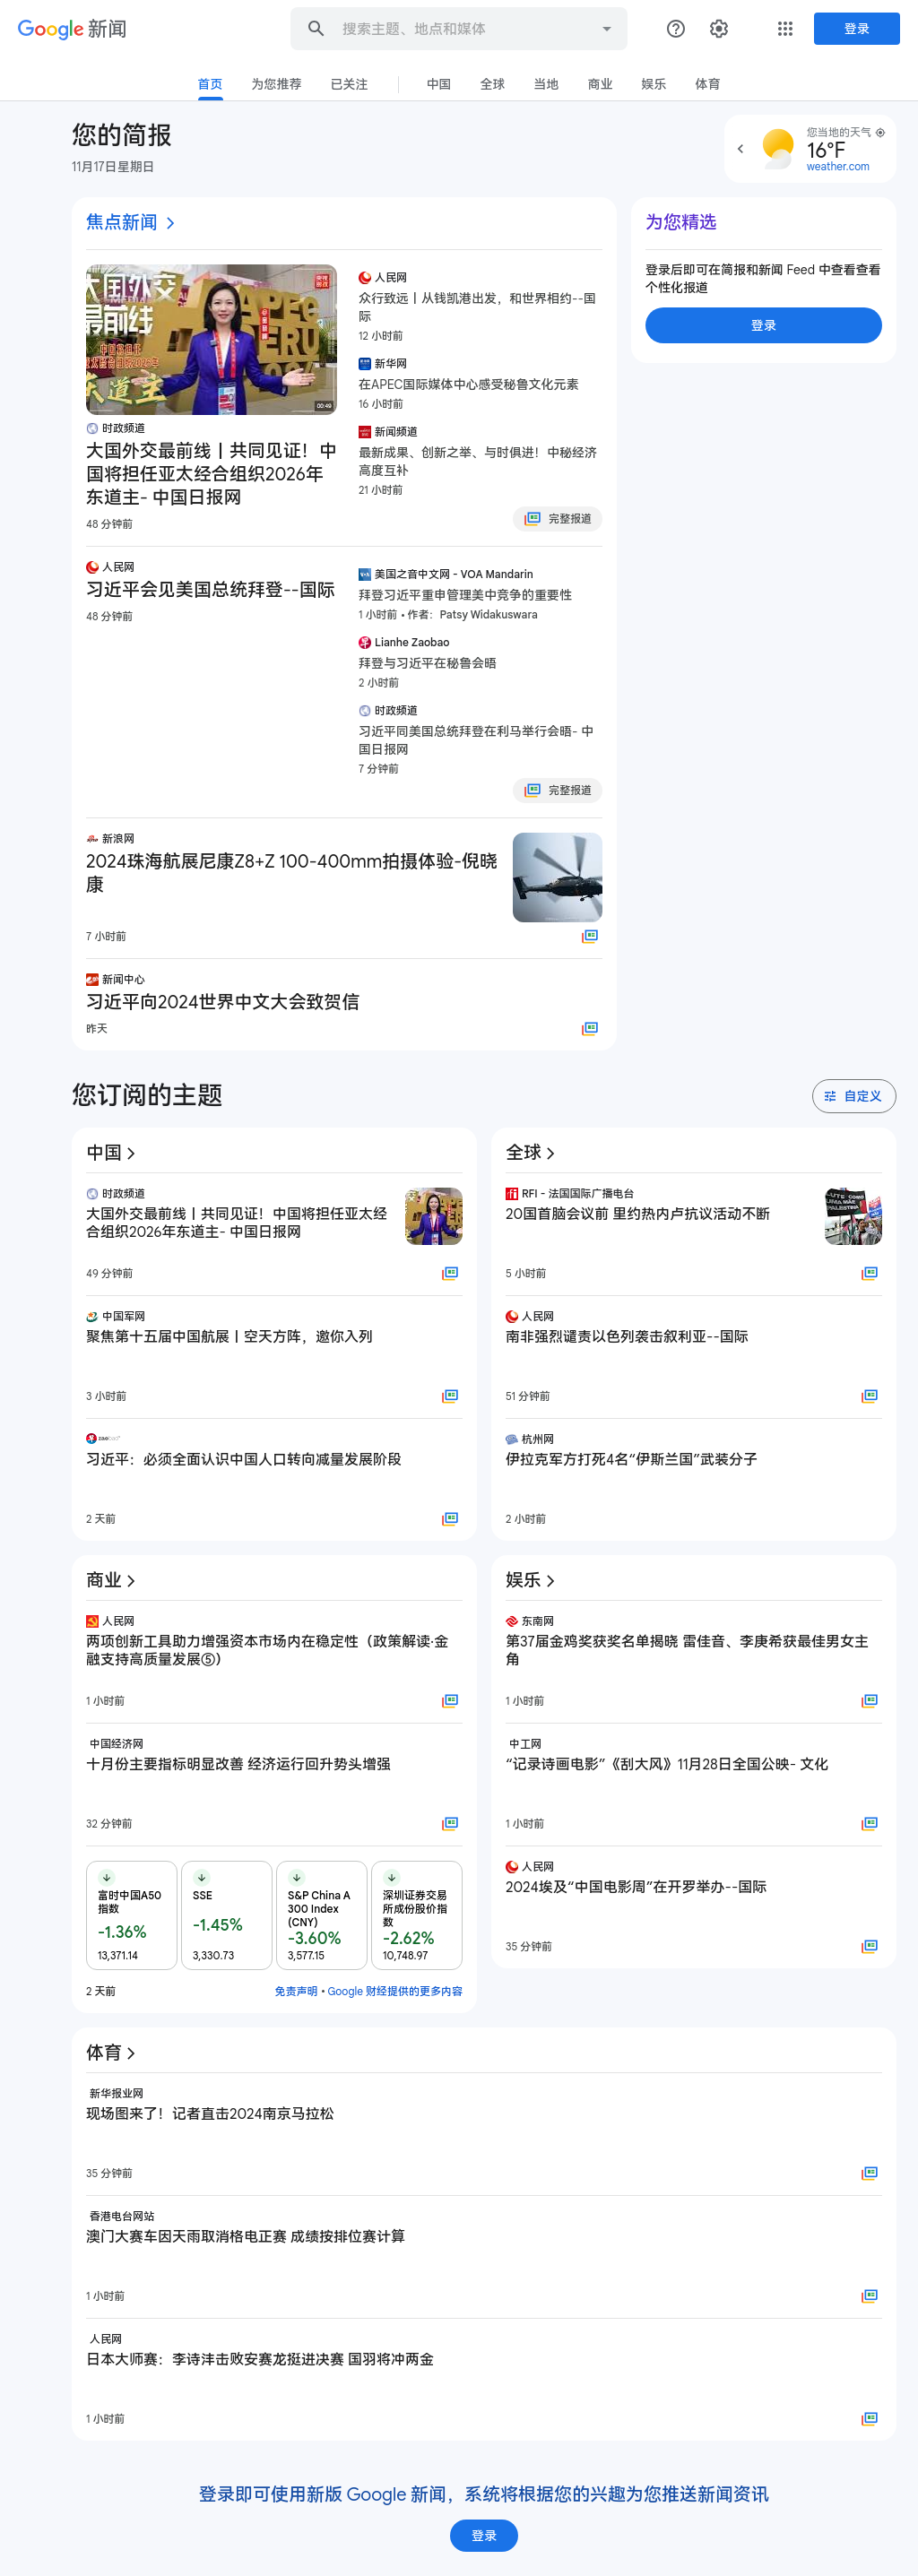 Google 新闻
搜索主题、地点和媒体
登录
首页
为您推荐
已关注
中国
全球
当地
商业
娱乐
体育
您的简报
11月17日星期日
您当地的天气
16°F
weather.com
焦点新闻
大国外交
最前线
APEC
PERU
东道主
00:49
时政频道
大国外交最前线丨共同见证！中
国将担任亚太经合组织2026年
东道主- 中国日报网
48 分钟前
人民网
众行致远丨从钱凯港出发，和世界相约--国
际
12 小时前
新华网
在APEC国际媒体中心感受秘鲁文化元素
16 小时前
新闻频道
最新成果、创新之举、与时俱进！中秘经济
高度互补
21 小时前
完整报道
人民网
习近平会见美国总统拜登--国际
48 分钟前
美国之音中文网 - VOA Mandarin
拜登习近平重申管理美中竞争的重要性
1 小时前 • 作者： Patsy Widakuswara
Lianhe Zaobao
拜登与习近平在秘鲁会晤
2 小时前
时政频道
习近平同美国总统拜登在利马举行会晤- 中
国日报网
7 分钟前
完整报道
新浪网
2024珠海航展尼康Z8+Z 100-400mm拍摄体验-倪晓
康
7 小时前
新闻中心
习近平向2024世界中文大会致贺信
昨天
为您精选
登录后即可在简报和新闻 Feed 中查看查看
个性化报道
登录
您订阅的主题
自定义
中国
时政频道
大国外交最前线丨共同见证！中国将担任亚太经
合组织2026年东道主- 中国日报网
49 分钟前
中国军网
聚焦第十五届中国航展丨空天方阵，邀你入列
3 小时前
习近平：必须全面认识中国人口转向减量发展阶段
2 天前
全球
RFI - 法国国际广播电台
20国首脑会议前 里约热内卢抗议活动不断
5 小时前
人民网
南非强烈谴责以色列袭击叙利亚--国际
51 分钟前
杭州网
伊拉克军方打死4名“伊斯兰国”武装分子
2 小时前
商业
人民网
两项创新工具助力增强资本市场内在稳定性（政策解读·金
融支持高质量发展⑤）
1 小时前
中国经济网
十月份主要指标明显改善 经济运行回升势头增强
32 分钟前
富时中国A50
指数
-1.36%
13,371.14
SSE
-1.45%
3,330.73
S&P China A
300 Index
(CNY)
-3.60%
3,577.15
深圳证券交易
所成份股价指
数
-2.62%
10,748.97
2 天前
免责声明 • Google 财经提供的更多内容
娱乐
东南网
第37届金鸡奖获奖名单揭晓 雷佳音、李庚希获最佳男女主
角
1 小时前
中工网
“记录诗画电影”《刮大风》11月28日全国公映- 文化
1 小时前
人民网
2024埃及“中国电影周”在开罗举办--国际
35 分钟前
体育
新华报业网
现场图来了！记者直击2024南京马拉松
35 分钟前
香港电台网站
澳门大赛车因天雨取消格电正赛 成绩按排位赛计算
1 小时前
人民网
日本大师赛：李诗沣击败安赛龙挺进决赛 国羽将冲两金
1 小时前
登录即可使用新版 Google 新闻，系统将根据您的兴趣为您推送新闻资讯
登录